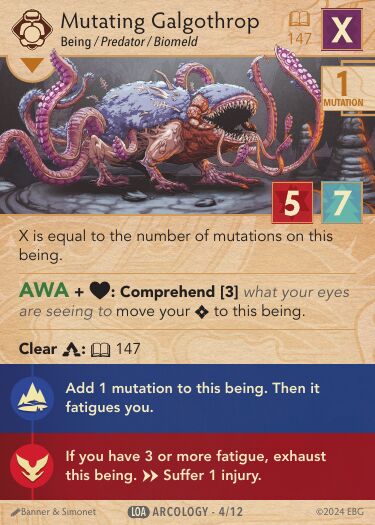 Mutating Galgothrop
Being / Predator / Biomeld
147
X
1
MUTATION
5 7
X is equal to the number of mutations on this
being.
AWA + : Comprehend [3] what your eyes
are seeing to move your to this being.
Clear : 147
Add 1 mutation to this being. Then it
fatigues you.
If you have 3 or more fatigue, exhaust
this being. Suffer 1 injury.
Banner & Simonet LOA ARCOLOGY - 4/12 ©2024 EBG